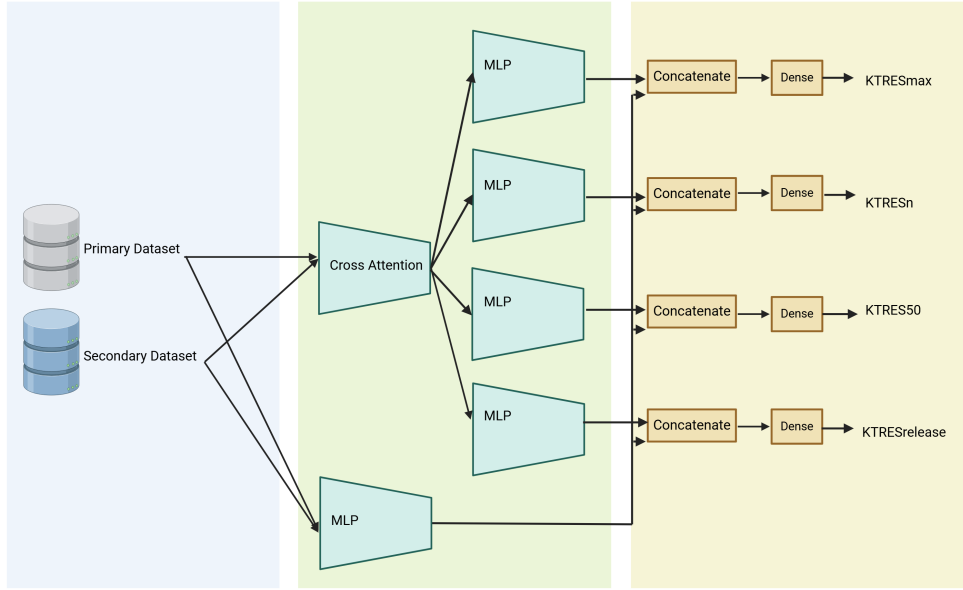 MLP
Concatenate
Dense
KTRESmax
MLP
Concatenate
Dense
KTRESn
Primary Dataset
Cross Attention
MLP
Concatenate
Dense
KTRES50
Secondary Dataset
MLP
Concatenate
Dense
KTRESrelease
MLP